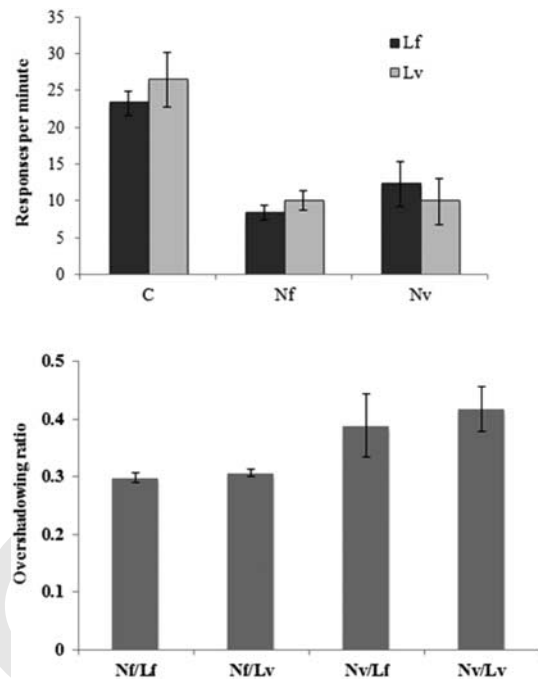 35
Lf
30
Lv
25
20
15
10
5
0
Responses per minute
C Nf Nv
0.5
0.4
0.3
0.2
0.1
0
Overshadowing ratio
Nf/Lf Nf/Lv Nv/Lf Nv/Lv